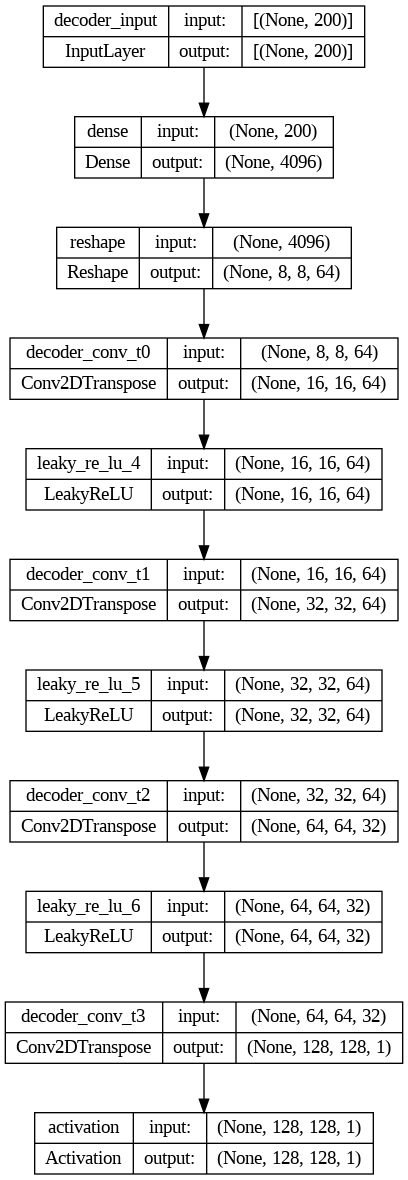 decoder_input input: [(None, 200)]
InputLayer output: [(None, 200)]
dense input: (None, 200)
Dense output: (None, 4096)
reshape input: (None, 4096)
Reshape output: (None, 8, 8, 64)
decoder_conv_t0 input: (None, 8, 8, 64)
Conv2DTranspose output: (None, 16, 16, 64)
leaky_re_lu_4 input: (None, 16, 16, 64)
LeakyReLU output: (None, 16, 16, 64)
decoder_conv_t1 input: (None, 16, 16, 64)
Conv2DTranspose output: (None, 32, 32, 64)
leaky_re_lu_5 input: (None, 32, 32, 64)
LeakyReLU output: (None, 32, 32, 64)
decoder_conv_t2 input: (None, 32, 32, 64)
Conv2DTranspose output: (None, 64, 64, 32)
leaky_re_lu_6 input: (None, 64, 64, 32)
LeakyReLU output: (None, 64, 64, 32)
decoder_conv_t3 input: (None, 64, 64, 32)
Conv2DTranspose output: (None, 128, 128, 1)
activation input: (None, 128, 128, 1)
Activation output: (None, 128, 128, 1)